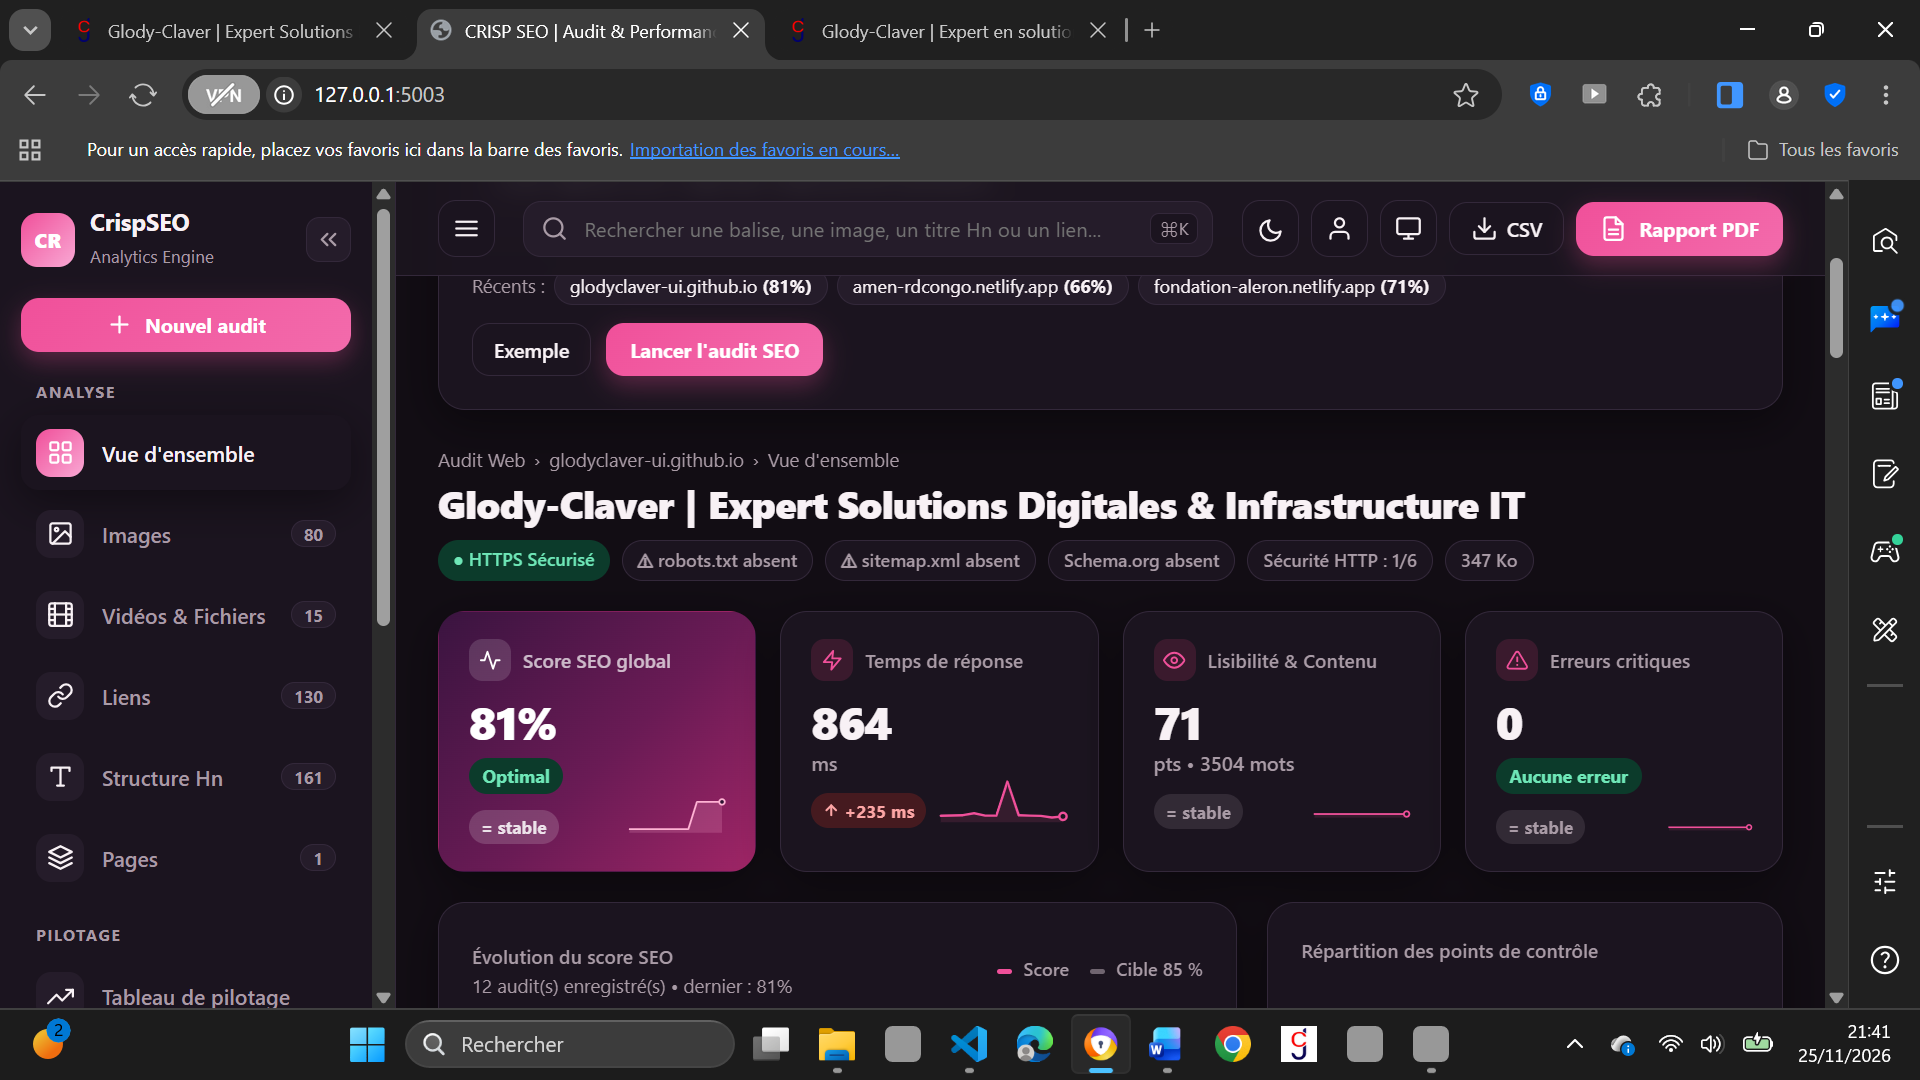 Glody-Claver | Expert Solutions
CRISP SEO | Audit & Performan
Glody-Claver | Expert en solutio
VPN
127.0.0.1:5003
Pour un accès rapide, placez vos favoris ici dans la barre des favoris. Importation des favoris en cours...
Tous les favoris
CR
CrispSEO
Analytics Engine
Nouvel audit
ANALYSE
Vue d'ensemble
Images 80
Vidéos & Fichiers 15
Liens 130
Structure Hn 161
Pages 1
PILOTAGE
Tableau de pilotage
Rechercher une balise, une image, un titre Hn ou un lien... ⌘K
CSV
Rapport PDF
Récents : glodyclaver-ui.github.io (81%) amen-rdcongo.netlify.app (66%) fondation-aleron.netlify.app (71%)
Exemple
Lancer l'audit SEO
Audit Web › glodyclaver-ui.github.io › Vue d'ensemble
Glody-Claver | Expert Solutions Digitales & Infrastructure IT
● HTTPS Sécurisé
⚠ robots.txt absent
⚠ sitemap.xml absent
Schema.org absent
Sécurité HTTP : 1/6
347 Ko
Score SEO global
81%
Optimal
= stable
Temps de réponse
864
ms
↑ +235 ms
Lisibilité & Contenu
71
pts • 3504 mots
= stable
Erreurs critiques
0
Aucune erreur
= stable
Évolution du score SEO
12 audit(s) enregistré(s) • dernier : 81%
Score
Cible 85 %
Répartition des points de contrôle
2
Rechercher
21:41
25/11/2026